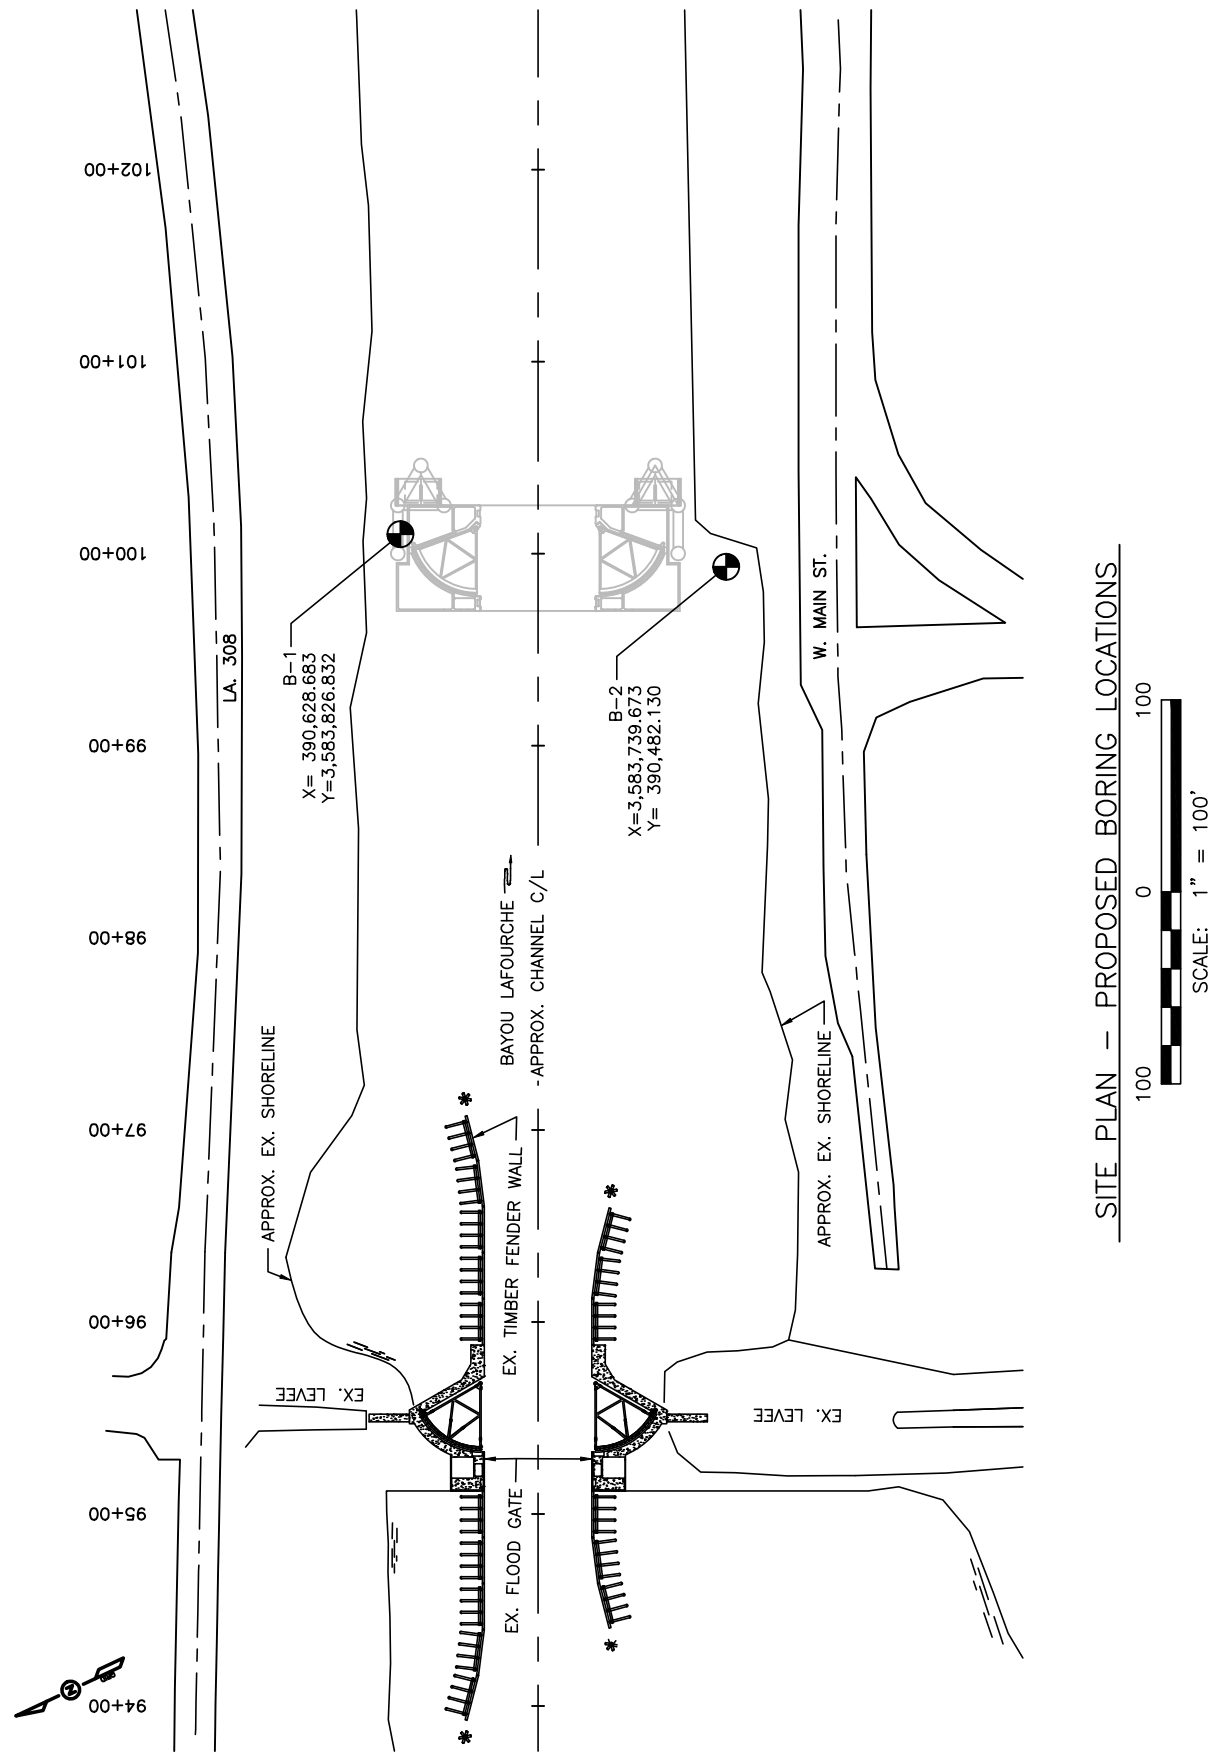 102+00
101+00
100+00
99+00
98+00
97+00
96+00
95+00
94+00
LA. 308
B-1
X= 390,628.683
Y=3,583,826.832
B-2
X=3,583,739.673
Y= 390,482.130
W. MAIN ST.
BAYOU LAFOURCHE
APPROX. CHANNEL C/L
APPROX. EX. SHORELINE
APPROX. EX. SHORELINE
EX. TIMBER FENDER WALL
EX. LEVEE
EX. LEVEE
EX. FLOOD GATE
N
SITE PLAN - PROPOSED BORING LOCATIONS
100 0 100
SCALE: 1" = 100'